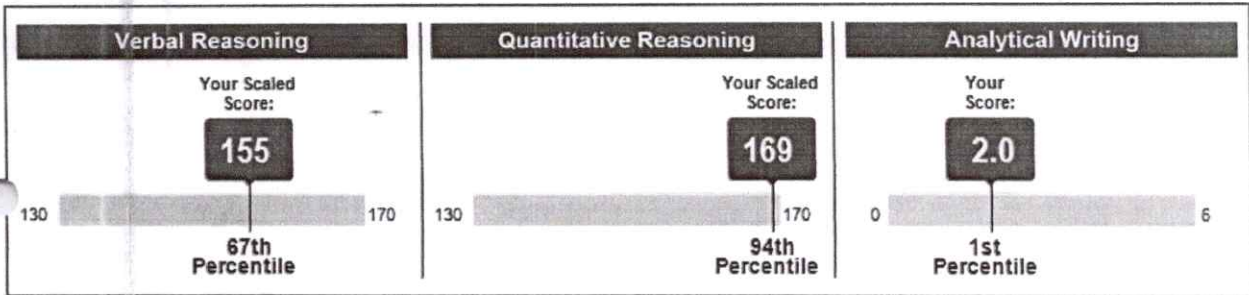 Verbal Reasoning
Your Scaled
Score:
155
130
170
67th
Percentile
Quantitative Reasoning
Your Scaled
Score:
169
130
170
94th
Percentile
Analytical Writing
Your
Score:
2.0
0
6
1st
Percentile